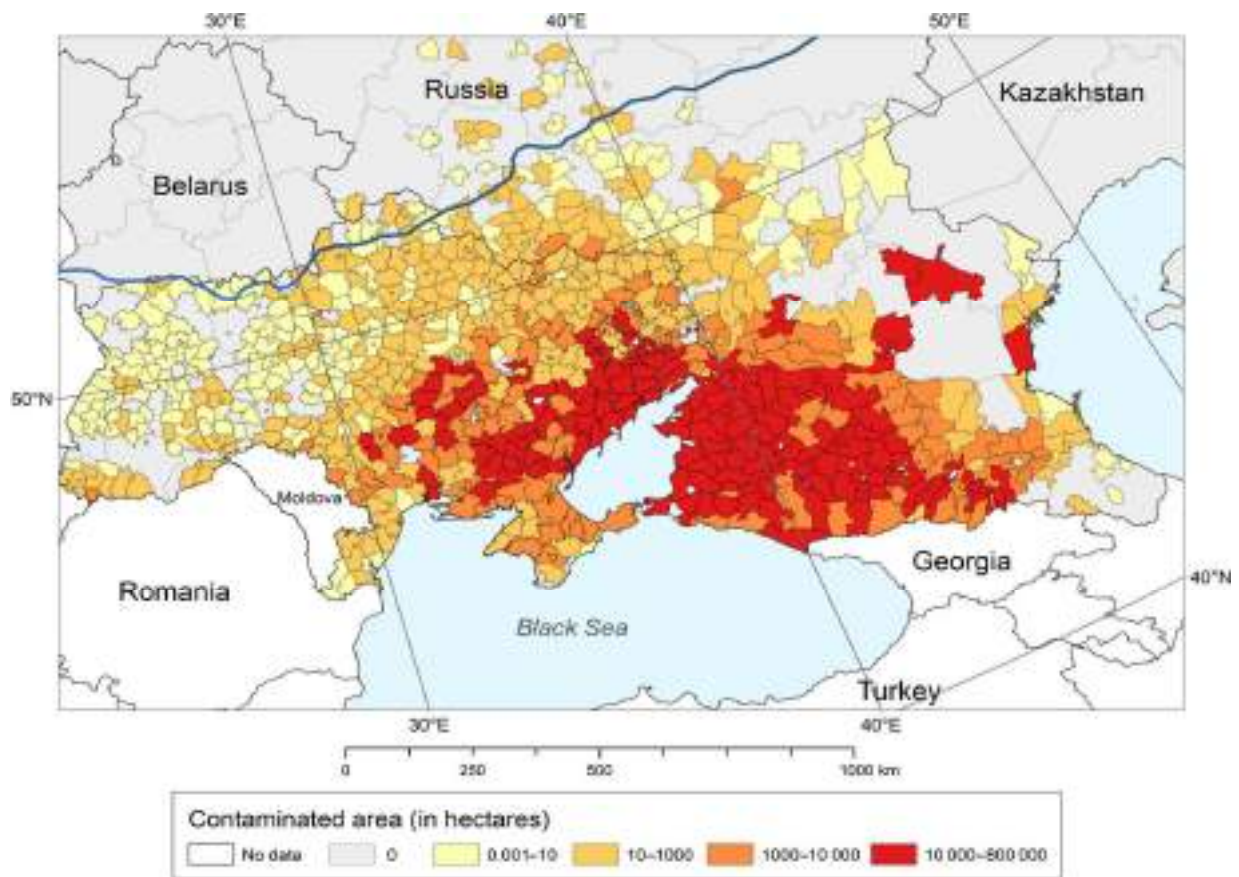 30°E 40°E 50°E
Russia
Kazakhstan
Belarus
50°N
Moldova
Georgia
40°N
Romania
Black Sea
Turkey
30°E 40°E
0 250 500 1000 km
Contaminated area (in hectares)
No data 0 0.001–10 10–1000 1000–10 000 10 000–800 000